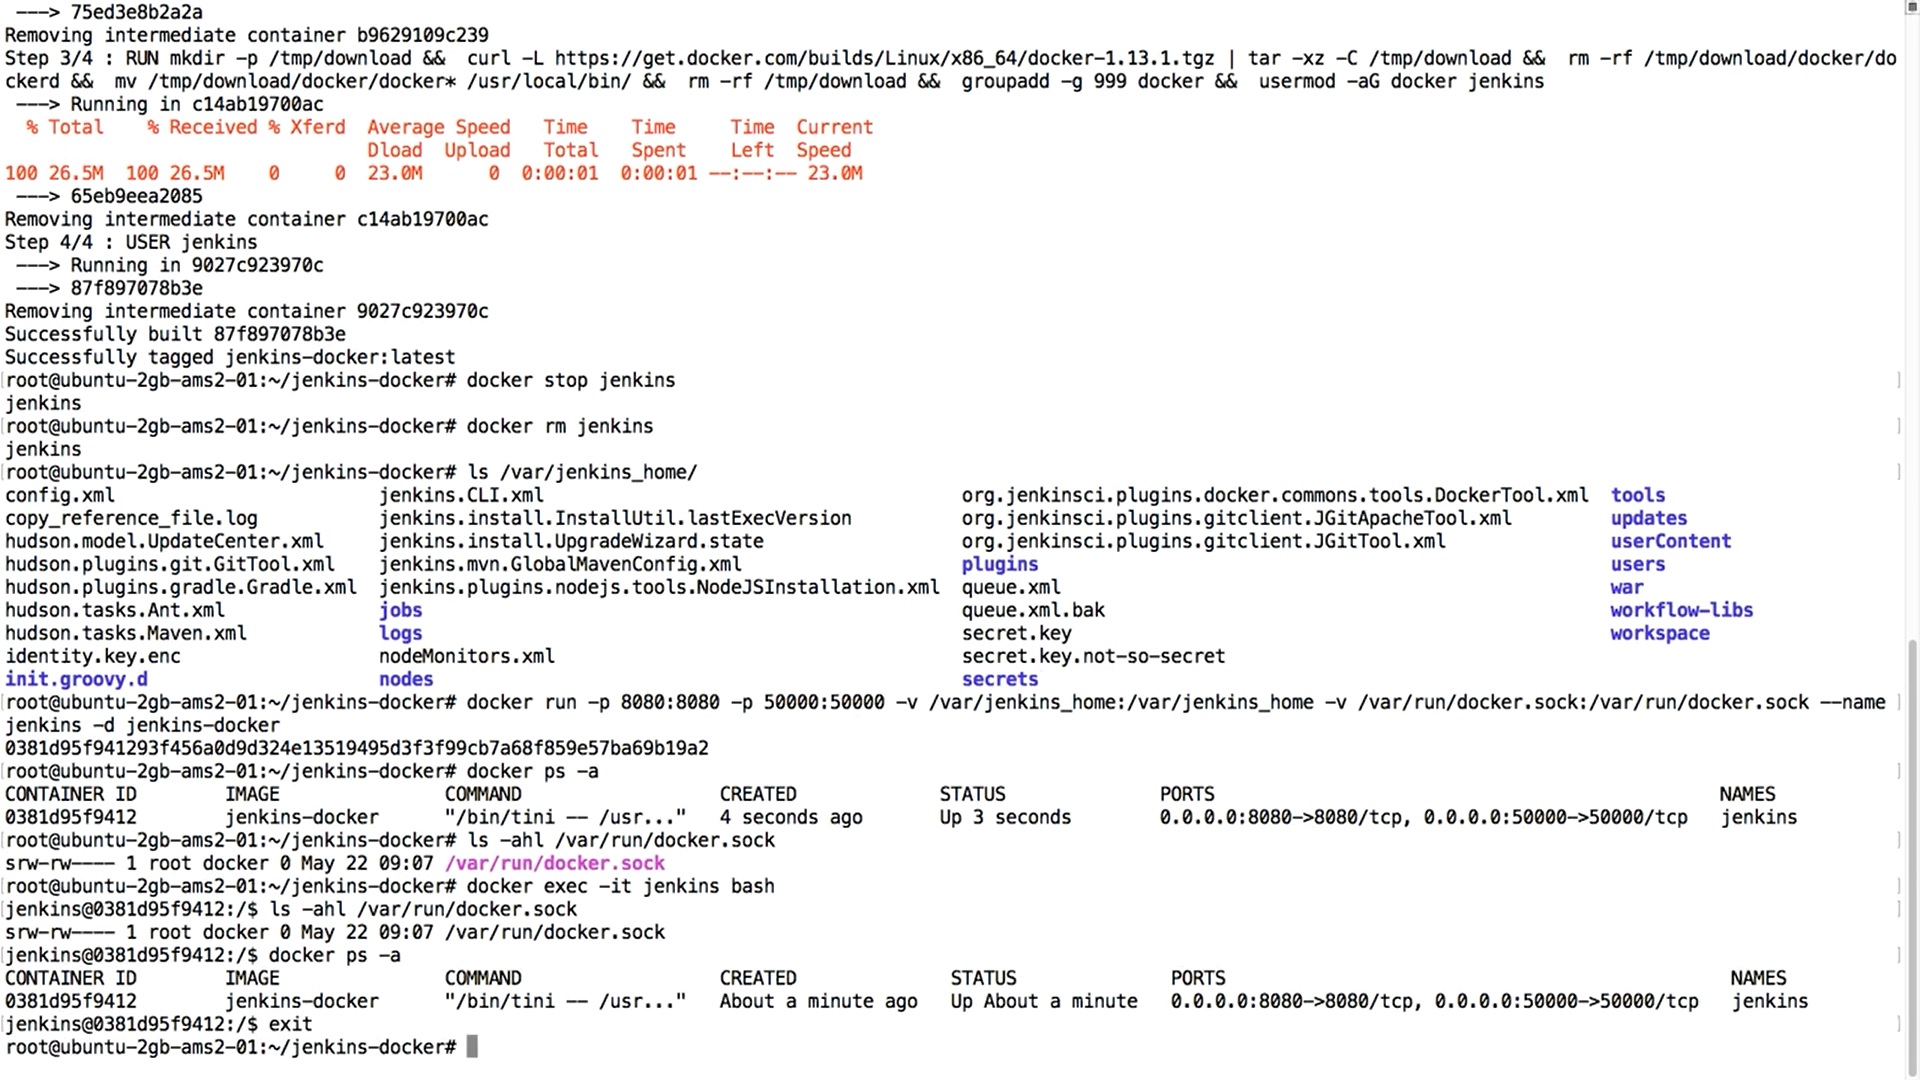 ---> 75ed3e8b2a2a
Removing intermediate container b9629109c239
Step 3/4 : RUN mkdir -p /tmp/download &&  curl -L https://get.docker.com/builds/Linux/x86_64/docker-1.13.1.tgz | tar -xz -C /tmp/download &&  rm -rf /tmp/download/docker/do
ckerd &&  mv /tmp/download/docker/docker* /usr/local/bin/ &&  rm -rf /tmp/download &&  groupadd -g 999 docker &&  usermod -aG docker jenkins
 ---> Running in c14ab19700ac
  % Total    % Received % Xferd  Average Speed   Time    Time     Time  Current
                                 Dload  Upload   Total   Spent    Left  Speed
100 26.5M  100 26.5M    0     0  23.0M      0  0:00:01  0:00:01 --:--:-- 23.0M
 ---> 65eb9eea2085
Removing intermediate container c14ab19700ac
Step 4/4 : USER jenkins
 ---> Running in 9027c923970c
 ---> 87f897078b3e
Removing intermediate container 9027c923970c
Successfully built 87f897078b3e
Successfully tagged jenkins-docker:latest
[root@ubuntu-2gb-ams2-01:~/jenkins-docker# docker stop jenkins ]
jenkins
[root@ubuntu-2gb-ams2-01:~/jenkins-docker# docker rm jenkins ]
jenkins
[root@ubuntu-2gb-ams2-01:~/jenkins-docker# ls /var/jenkins_home/ ]
config.xml                        jenkins.CLI.xml                                      org.jenkinsci.plugins.docker.commons.tools.DockerTool.xml  tools
copy_reference_file.log           jenkins.install.InstallUtil.lastExecVersion          org.jenkinsci.plugins.gitclient.JGitApacheTool.xml         updates
hudson.model.UpdateCenter.xml     jenkins.install.UpgradeWizard.state                  org.jenkinsci.plugins.gitclient.JGitTool.xml               userContent
hudson.plugins.git.GitTool.xml    jenkins.mvn.GlobalMavenConfig.xml                    plugins                                                    users
hudson.plugins.gradle.Gradle.xml  jenkins.plugins.nodejs.tools.NodeJSInstallation.xml  queue.xml                                                  war
hudson.tasks.Ant.xml              jobs                                                 queue.xml.bak                                              workflow-libs
hudson.tasks.Maven.xml            logs                                                 secret.key                                                 workspace
identity.key.enc                  nodeMonitors.xml                                     secret.key.not-so-secret
init.groovy.d                     nodes                                                secrets
[root@ubuntu-2gb-ams2-01:~/jenkins-docker# docker run -p 8080:8080 -p 50000:50000 -v /var/jenkins_home:/var/jenkins_home -v /var/run/docker.sock:/var/run/docker.sock --name ]
jenkins -d jenkins-docker
0381d95f941293f456a0d9d324e13519495d3f3f99cb7a68f859e57ba69b19a2
[root@ubuntu-2gb-ams2-01:~/jenkins-docker# docker ps -a ]
CONTAINER ID        IMAGE               COMMAND                  CREATED             STATUS              PORTS                                              NAMES
0381d95f9412        jenkins-docker      "/bin/tini -- /usr..."   4 seconds ago       Up 3 seconds        0.0.0.0:8080->8080/tcp, 0.0.0.0:50000->50000/tcp   jenkins
[root@ubuntu-2gb-ams2-01:~/jenkins-docker# ls -ahl /var/run/docker.sock ]
srw-rw---- 1 root docker 0 May 22 09:07 /var/run/docker.sock
[root@ubuntu-2gb-ams2-01:~/jenkins-docker# docker exec -it jenkins bash ]
[jenkins@0381d95f9412:/$ ls -ahl /var/run/docker.sock ]
srw-rw---- 1 root docker 0 May 22 09:07 /var/run/docker.sock
[jenkins@0381d95f9412:/$ docker ps -a ]
CONTAINER ID        IMAGE               COMMAND                  CREATED              STATUS              PORTS                                              NAMES
0381d95f9412        jenkins-docker      "/bin/tini -- /usr..."   About a minute ago   Up About a minute   0.0.0.0:8080->8080/tcp, 0.0.0.0:50000->50000/tcp   jenkins
[jenkins@0381d95f9412:/$ exit ]
root@ubuntu-2gb-ams2-01:~/jenkins-docker#